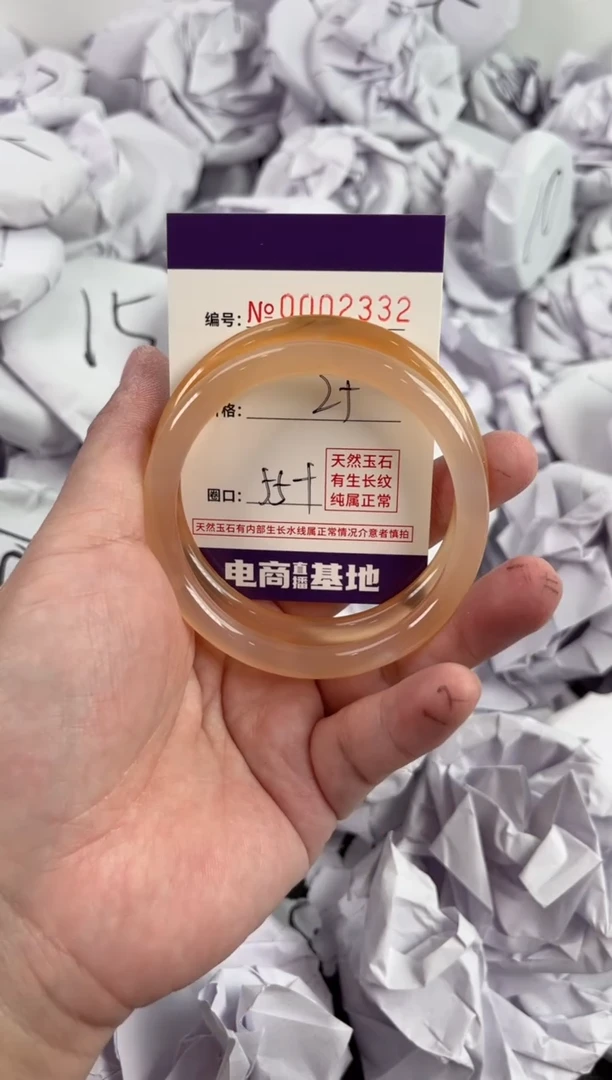 15
10
编号: № 0002332
格: 2+
圈口: 55+
天然玉石
有生长纹
纯属正常
天然玉石有内部生长水线属正常情况介意者慎拍
电商直播基地